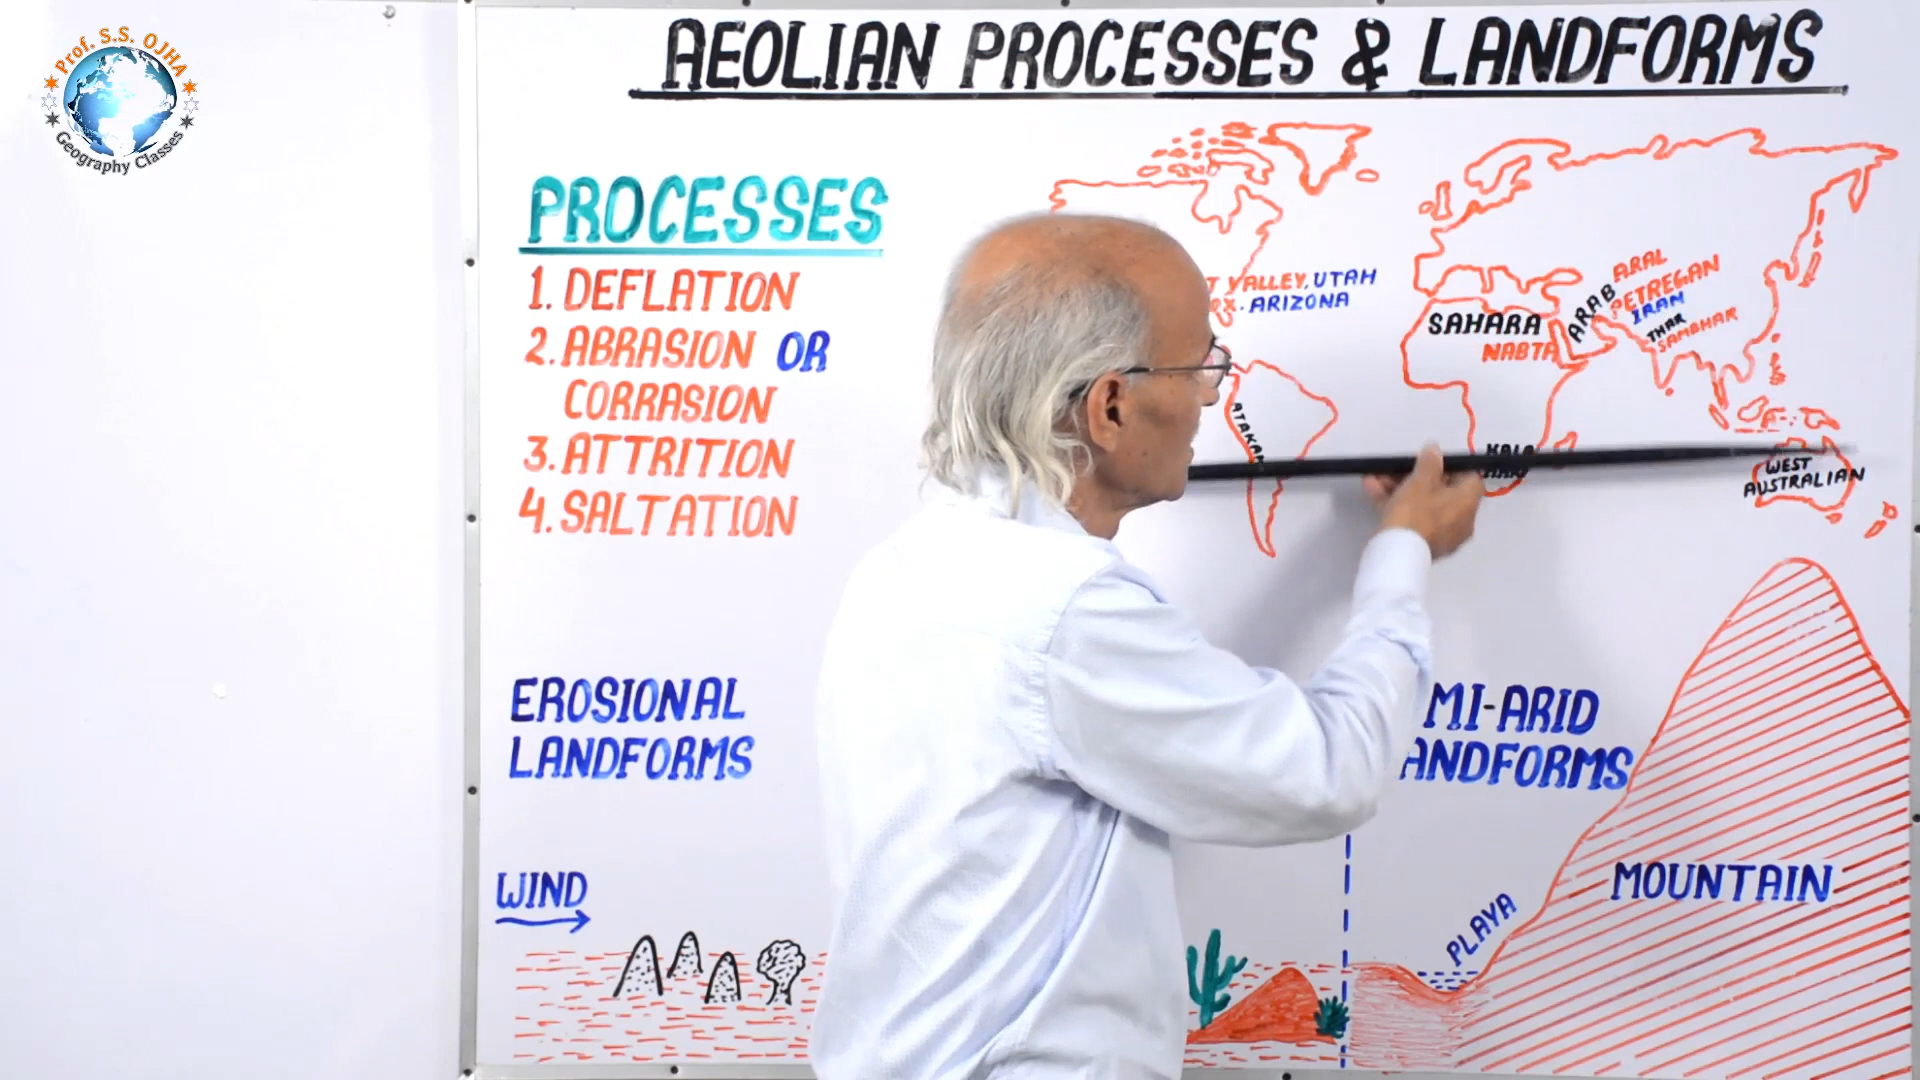 Prof. S.S. OJHA
Geography Classes
AEOLIAN PROCESSES & LANDFORMS
PROCESSES
1. DEFLATION
2. ABRASION OR
CORRASION
3. ATTRITION
4. SALTATION
VALLEY, UTAH
ARIZONA
SAHARA
NABTA
ARAB
ARAL
PETREGAN
IRAN
THAR
SAMBHAR
ATAKAM
WEST
AUSTRALIAN
EROSIONAL
LANDFORMS
MI-ARID
ANDFORMS
WIND
PLAYA
MOUNTAIN